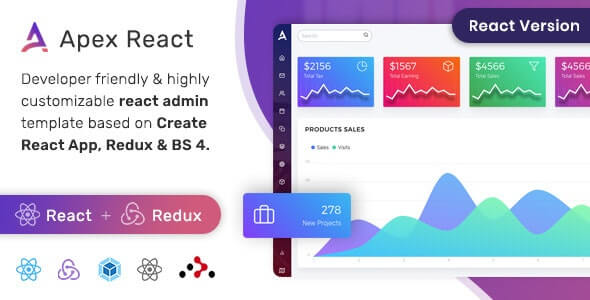 Apex React
Developer friendly & highly
customizable react admin
template based on Create
React App, Redux & BS 4.
React + Redux
React Version
Search
$2156
Total Tax
$1567
Total Earning
$4566
Total Sales
$4566
Total Sales
PRODUCTS SALES
Sales Visits
278
New Projects